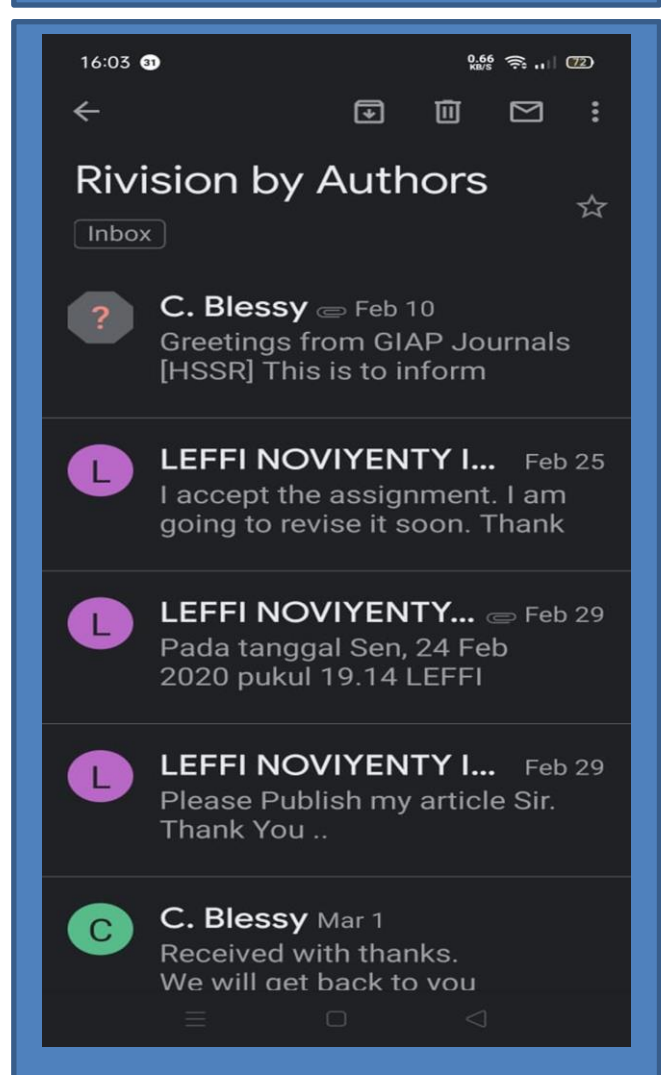 16:03 31 0.66 KB/S 72
Rivision by Authors
Inbox
? C. Blessy Feb 10
Greetings from GIAP Journals
[HSSR] This is to inform
L LEFFI NOVIYENTY I... Feb 25
I accept the assignment. I am
going to revise it soon. Thank
L LEFFI NOVIYENTY... Feb 29
Pada tanggal Sen, 24 Feb
2020 pukul 19.14 LEFFI
L LEFFI NOVIYENTY I... Feb 29
Please Publish my article Sir.
Thank You ..
C C. Blessy Mar 1
Received with thanks.
We will get back to you